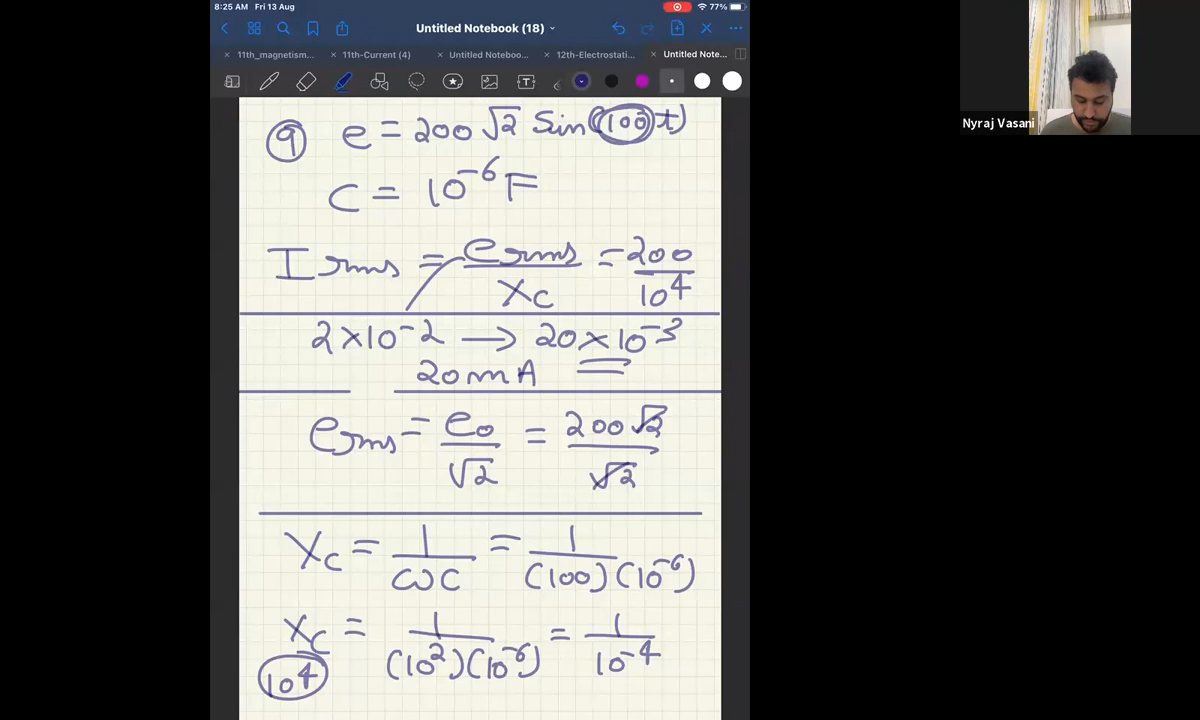 8:25 AM Fri 13 Aug
77%
Untitled Notebook (18)
11th_magnetism...
11th-Current (4)
Untitled Noteboo...
12th-Electrostati...
Untitled Note...
Nyraj Vasani
9 e = 200√2 Sin(100t)
C = 10⁻⁶ F
Irms = erms/Xc = 200/10⁴
2×10⁻² → 20×10⁻³
20mA
erms = e₀/√2 = 200√2/√2
Xc = 1/ωC = 1/(100)(10⁻⁶)
Xc = 1/(10²)(10⁻⁶) = 1/10⁻⁴
10⁴